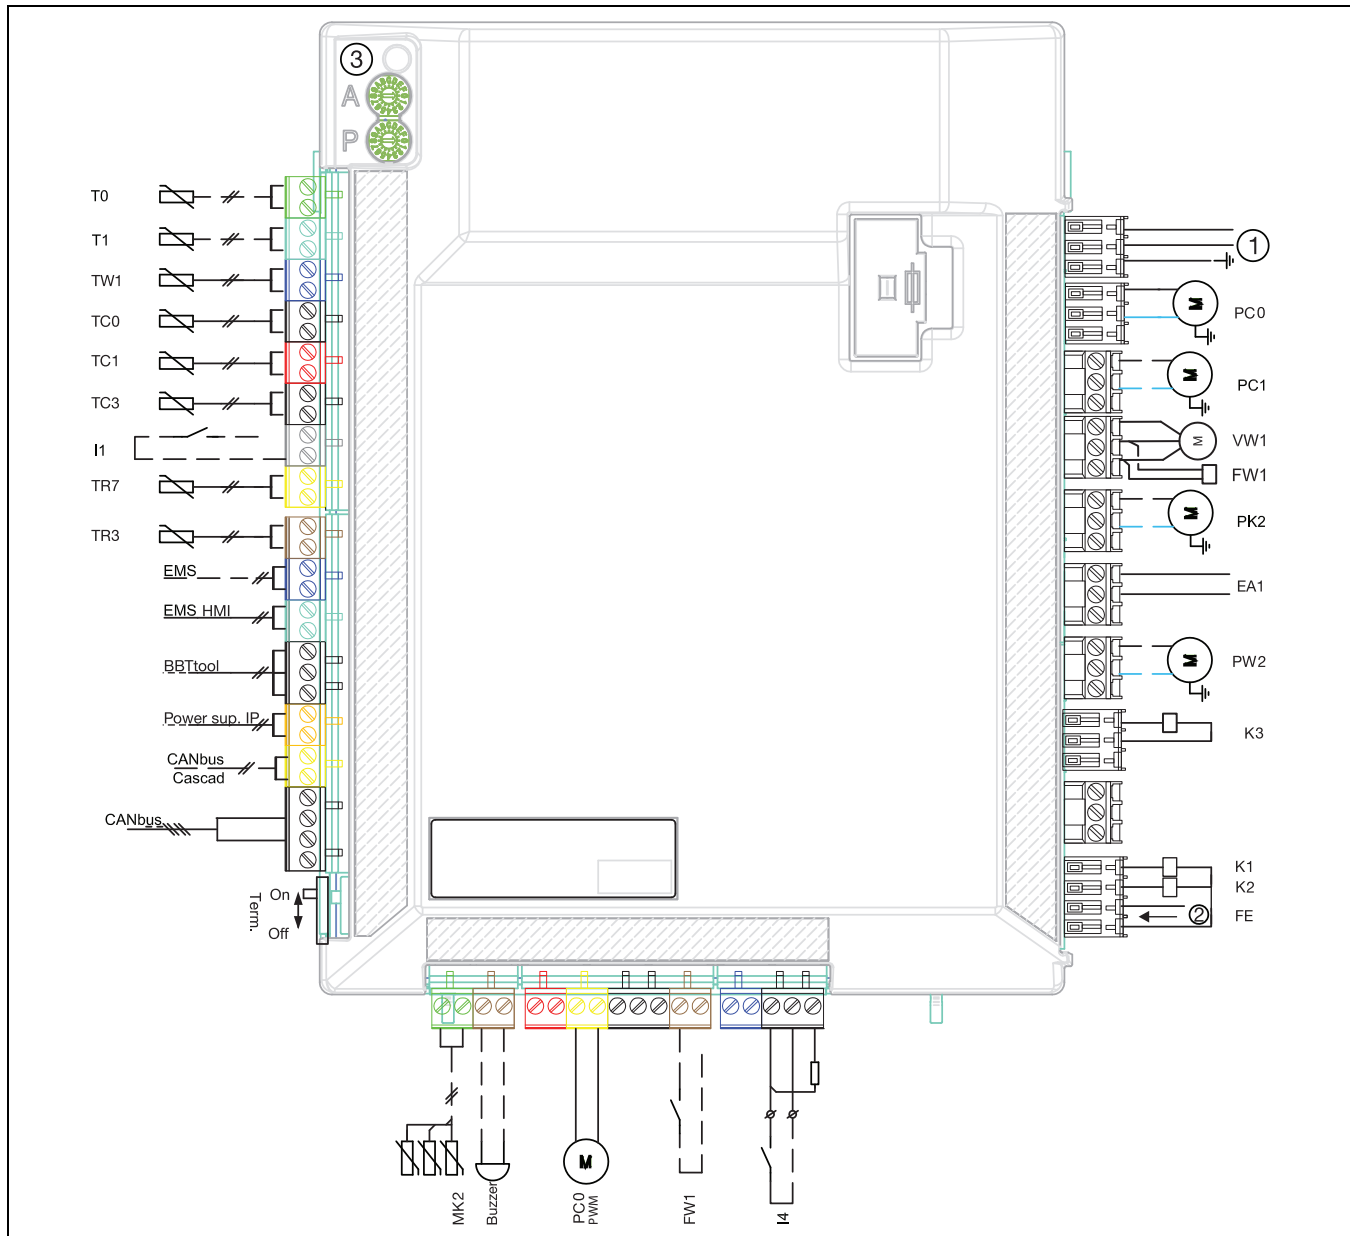 3
A
P
T0
T1
TW1
TC0
TC1
TC3
I1
TR7
TR3
EMS
EMS HMI
BBTtool
Power sup. IP
CANbus
Cascad
CANbus
On
Term.
Off
1
M
PC0
M
PC1
M
VW1
FW1
M
PK2
EA1
M
PW2
K3
K1
K2
2
FE
MK2
Buzzer
M
PC0
PWM
FW1
I4